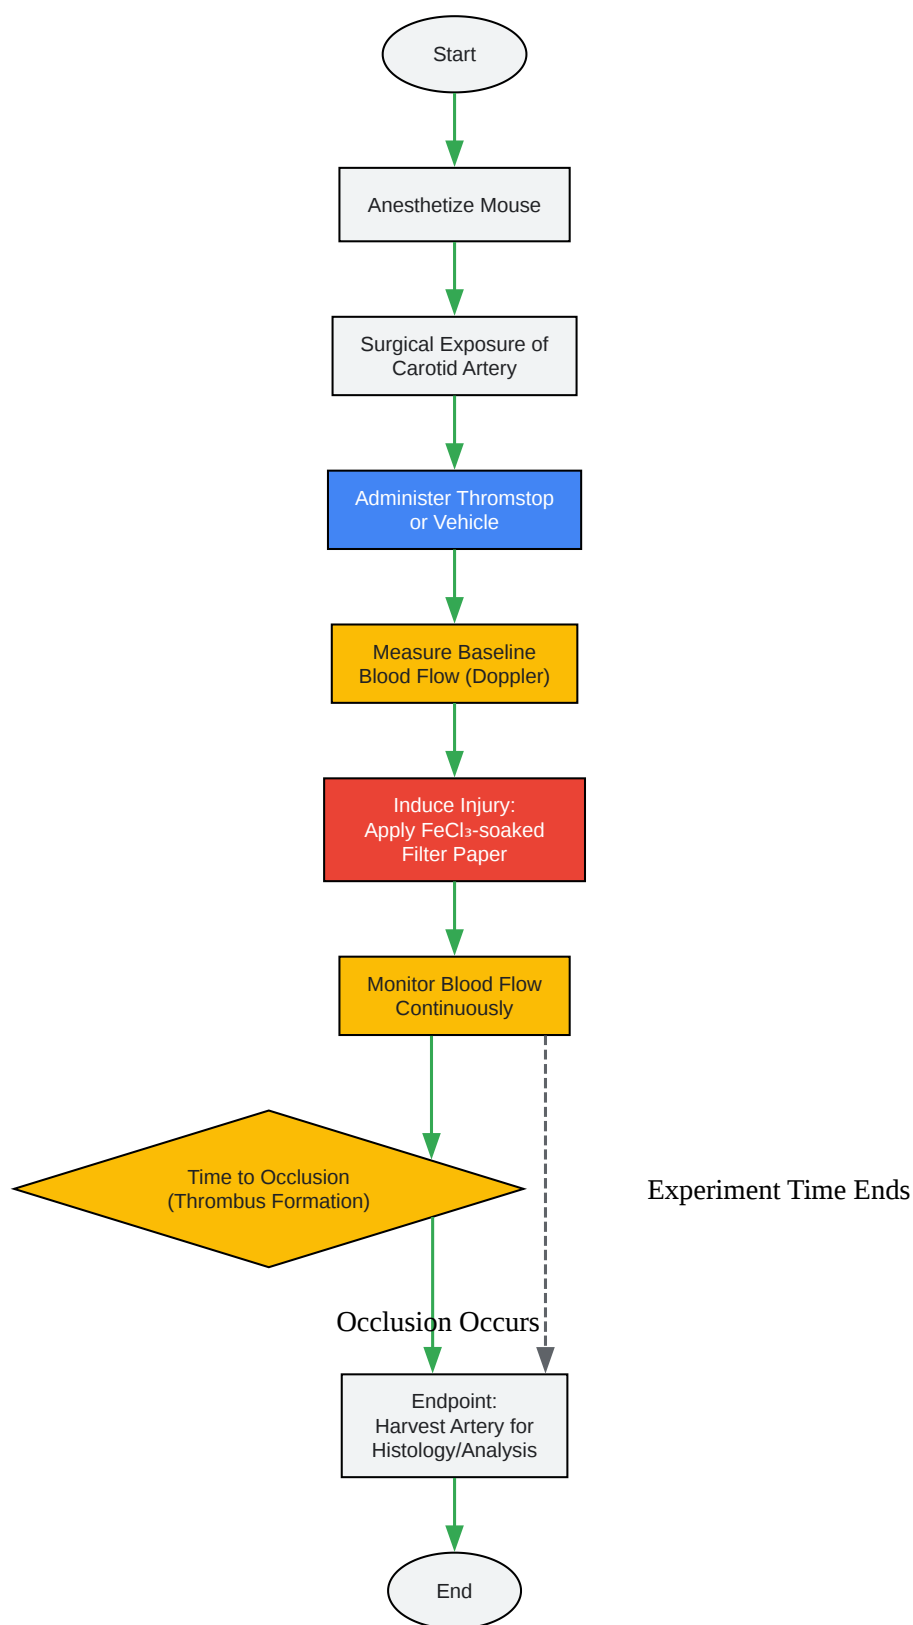 Start
Anesthetize Mouse
Surgical Exposure of
Carotid Artery
Administer Thromstop
or Vehicle
Measure Baseline
Blood Flow (Doppler)
Induce Injury:
Apply FeCl₃-soaked
Filter Paper
Monitor Blood Flow
Continuously
Time to Occlusion
(Thrombus Formation)
Experiment Time Ends
Occlusion Occurs
Endpoint:
Harvest Artery for
Histology/Analysis
End